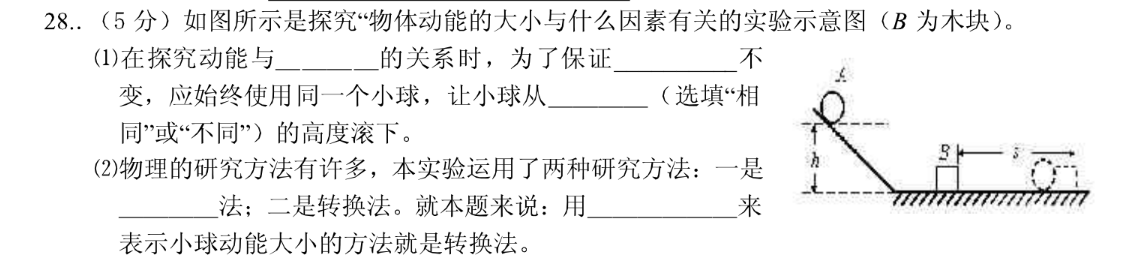 28..（5 分）如图所示是探究“物体动能的大小与什么因素有关的实验示意图（B 为木块）。
⑴在探究动能与________的关系时，为了保证__________不
变，应始终使用同一个小球，让小球从________（选填“相
同”或“不同”）的高度滚下。
⑵物理的研究方法有许多，本实验运用了两种研究方法：一是
________法；二是转换法。就本题来说：用____________来
表示小球动能大小的方法就是转换法。
A
h
B
s